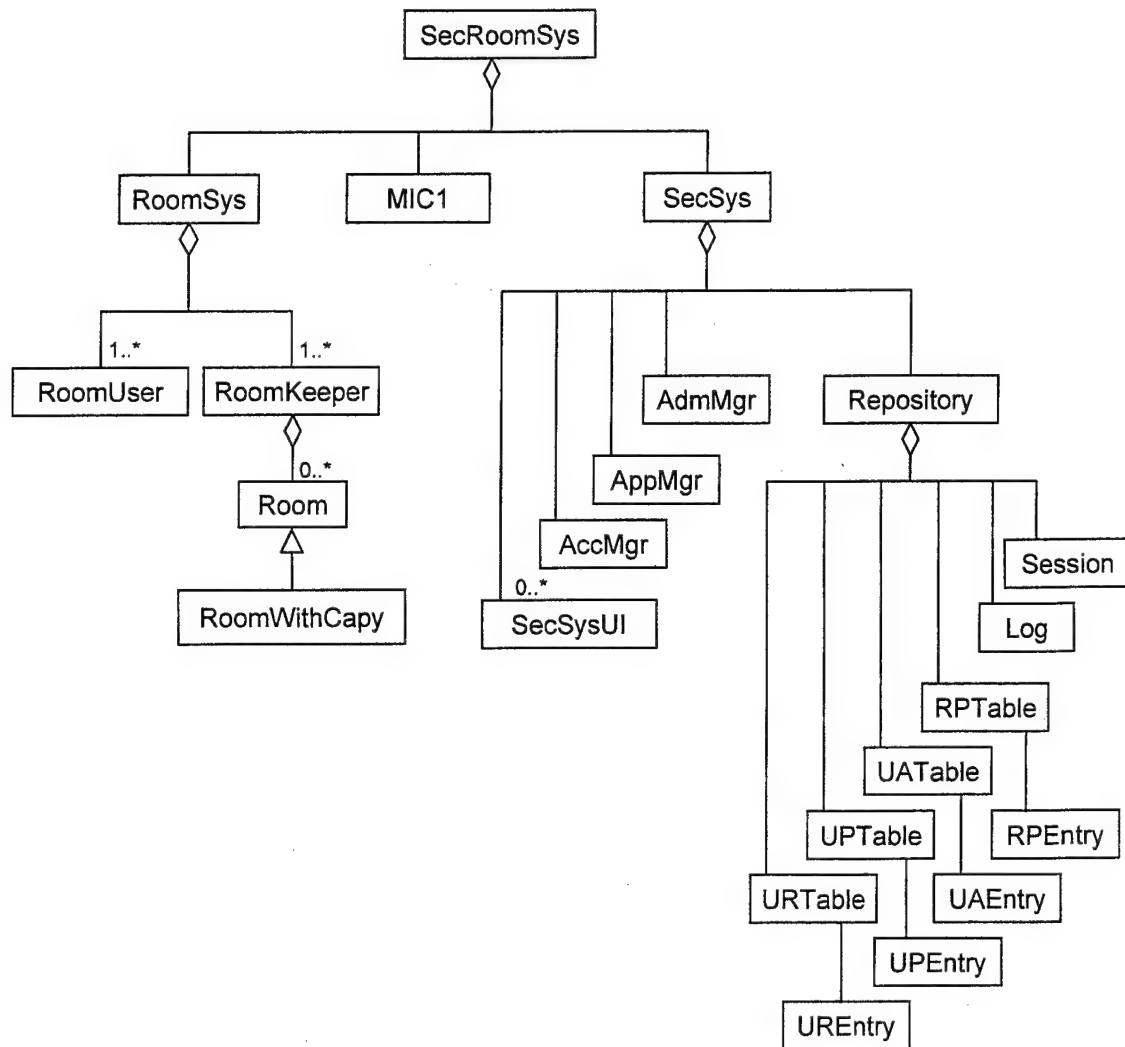 SecRoomSys
RoomSys
MIC1
SecSys
1..*
1..*
RoomUser
RoomKeeper
AdmMgr
Repository
0..*
Room
AppMgr
AccMgr
Session
0..*
RoomWithCapy
SecSysUI
Log
RPTable
UATable
UPTable
RPEntry
URTable
UAEntry
UPEntry
UREntry